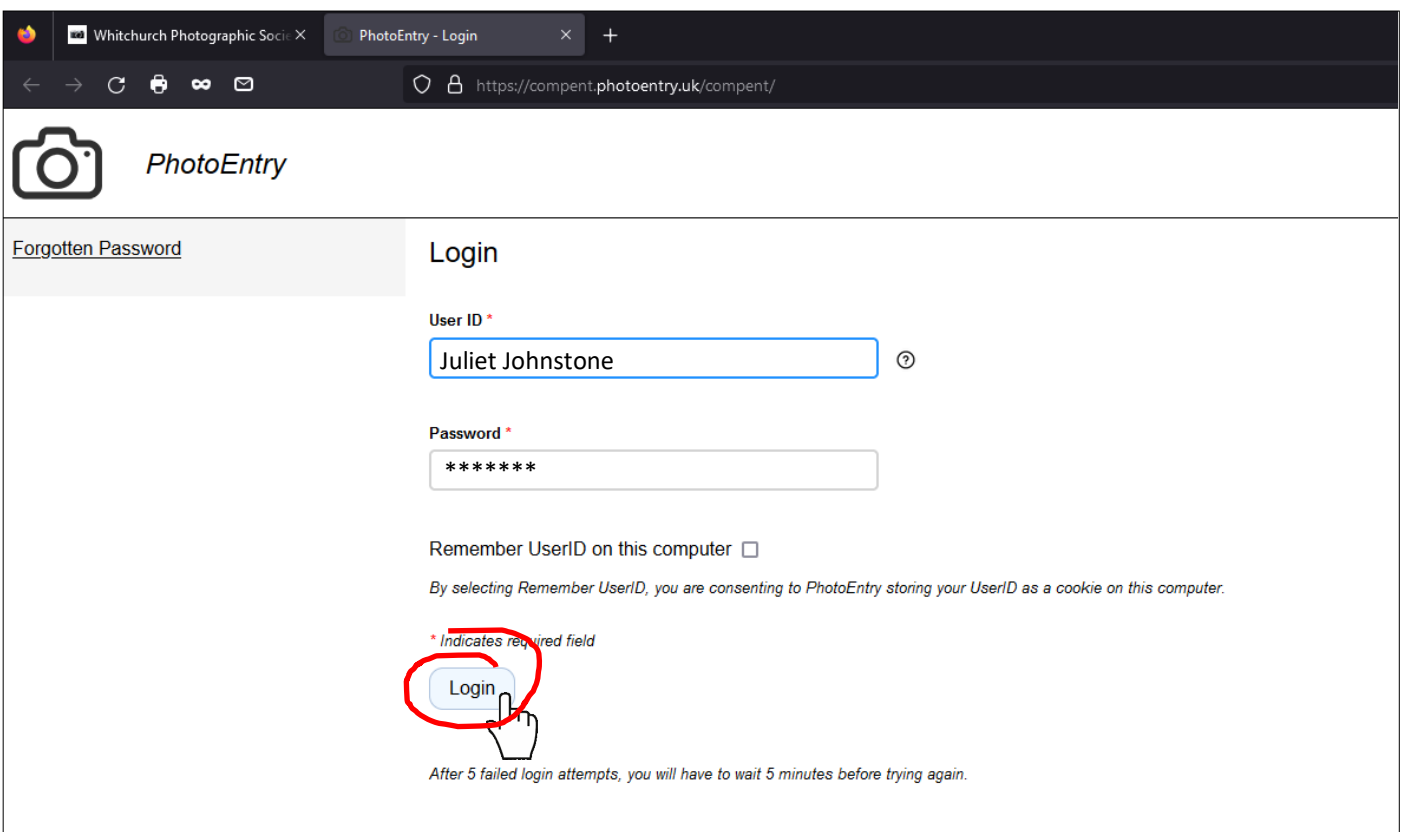 Whitchurch Photographic Socie
PhotoEntry - Login
https://compent.photoentry.uk/compent/
PhotoEntry
Forgotten Password
Login
User ID *
Juliet Johnstone
Password *
*******
Remember UserID on this computer
By selecting Remember UserID, you are consenting to PhotoEntry storing your UserID as a cookie on this computer.
* Indicates required field
Login
After 5 failed login attempts, you will have to wait 5 minutes before trying again.